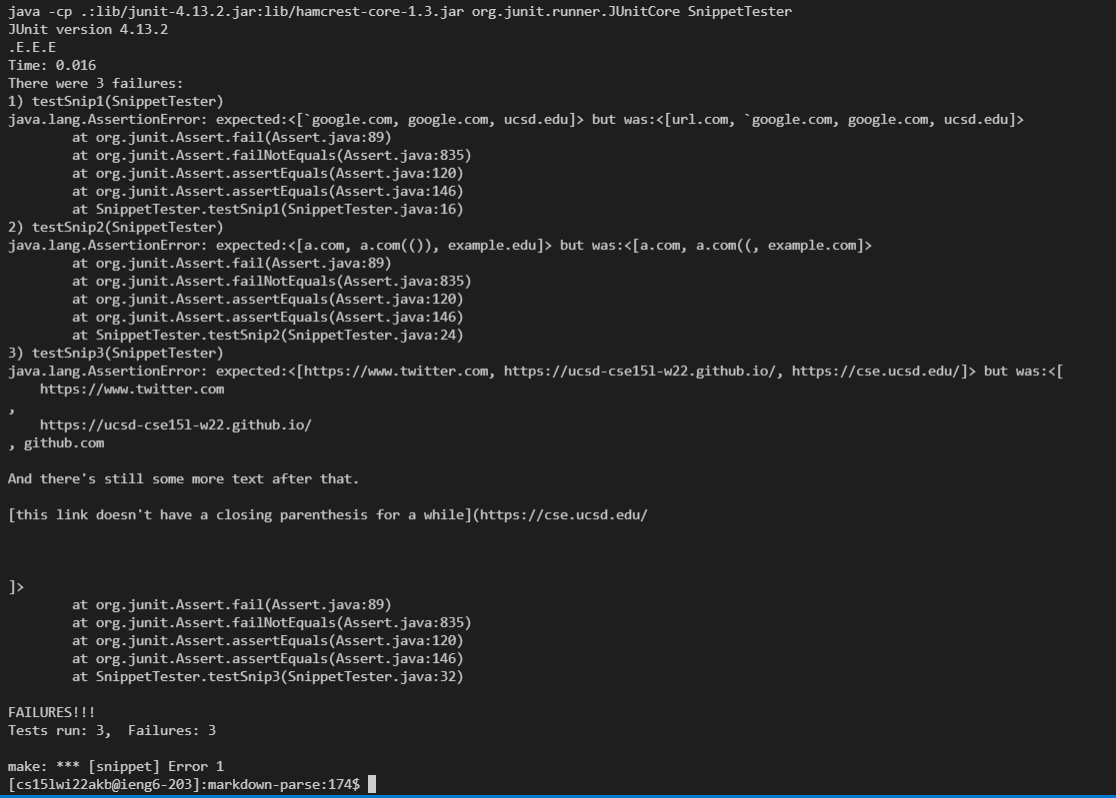 java -cp .:lib/junit-4.13.2.jar:lib/hamcrest-core-1.3.jar org.junit.runner.JUnitCore SnippetTester
JUnit version 4.13.2
.E.E.E
Time: 0.016
There were 3 failures:
1) testSnip1(SnippetTester)
java.lang.AssertionError: expected:<[`google.com, google.com, ucsd.edu]> but was:<[url.com, `google.com, google.com, ucsd.edu]>
        at org.junit.Assert.fail(Assert.java:89)
        at org.junit.Assert.failNotEquals(Assert.java:835)
        at org.junit.Assert.assertEquals(Assert.java:120)
        at org.junit.Assert.assertEquals(Assert.java:146)
        at SnippetTester.testSnip1(SnippetTester.java:16)
2) testSnip2(SnippetTester)
java.lang.AssertionError: expected:<[a.com, a.com(()), example.edu]> but was:<[a.com, a.com((, example.com]>
        at org.junit.Assert.fail(Assert.java:89)
        at org.junit.Assert.failNotEquals(Assert.java:835)
        at org.junit.Assert.assertEquals(Assert.java:120)
        at org.junit.Assert.assertEquals(Assert.java:146)
        at SnippetTester.testSnip2(SnippetTester.java:24)
3) testSnip3(SnippetTester)
java.lang.AssertionError: expected:<[https://www.twitter.com, https://ucsd-cse15l-w22.github.io/, https://cse.ucsd.edu/]> but was:<[
    https://www.twitter.com
,
    https://ucsd-cse15l-w22.github.io/
, github.com

And there's still some more text after that.

[this link doesn't have a closing parenthesis for a while](https://cse.ucsd.edu/



]>
        at org.junit.Assert.fail(Assert.java:89)
        at org.junit.Assert.failNotEquals(Assert.java:835)
        at org.junit.Assert.assertEquals(Assert.java:120)
        at org.junit.Assert.assertEquals(Assert.java:146)
        at SnippetTester.testSnip3(SnippetTester.java:32)

FAILURES!!!
Tests run: 3,  Failures: 3

make: *** [snippet] Error 1
[cs15lwi22akb@ieng6-203]:markdown-parse:174$